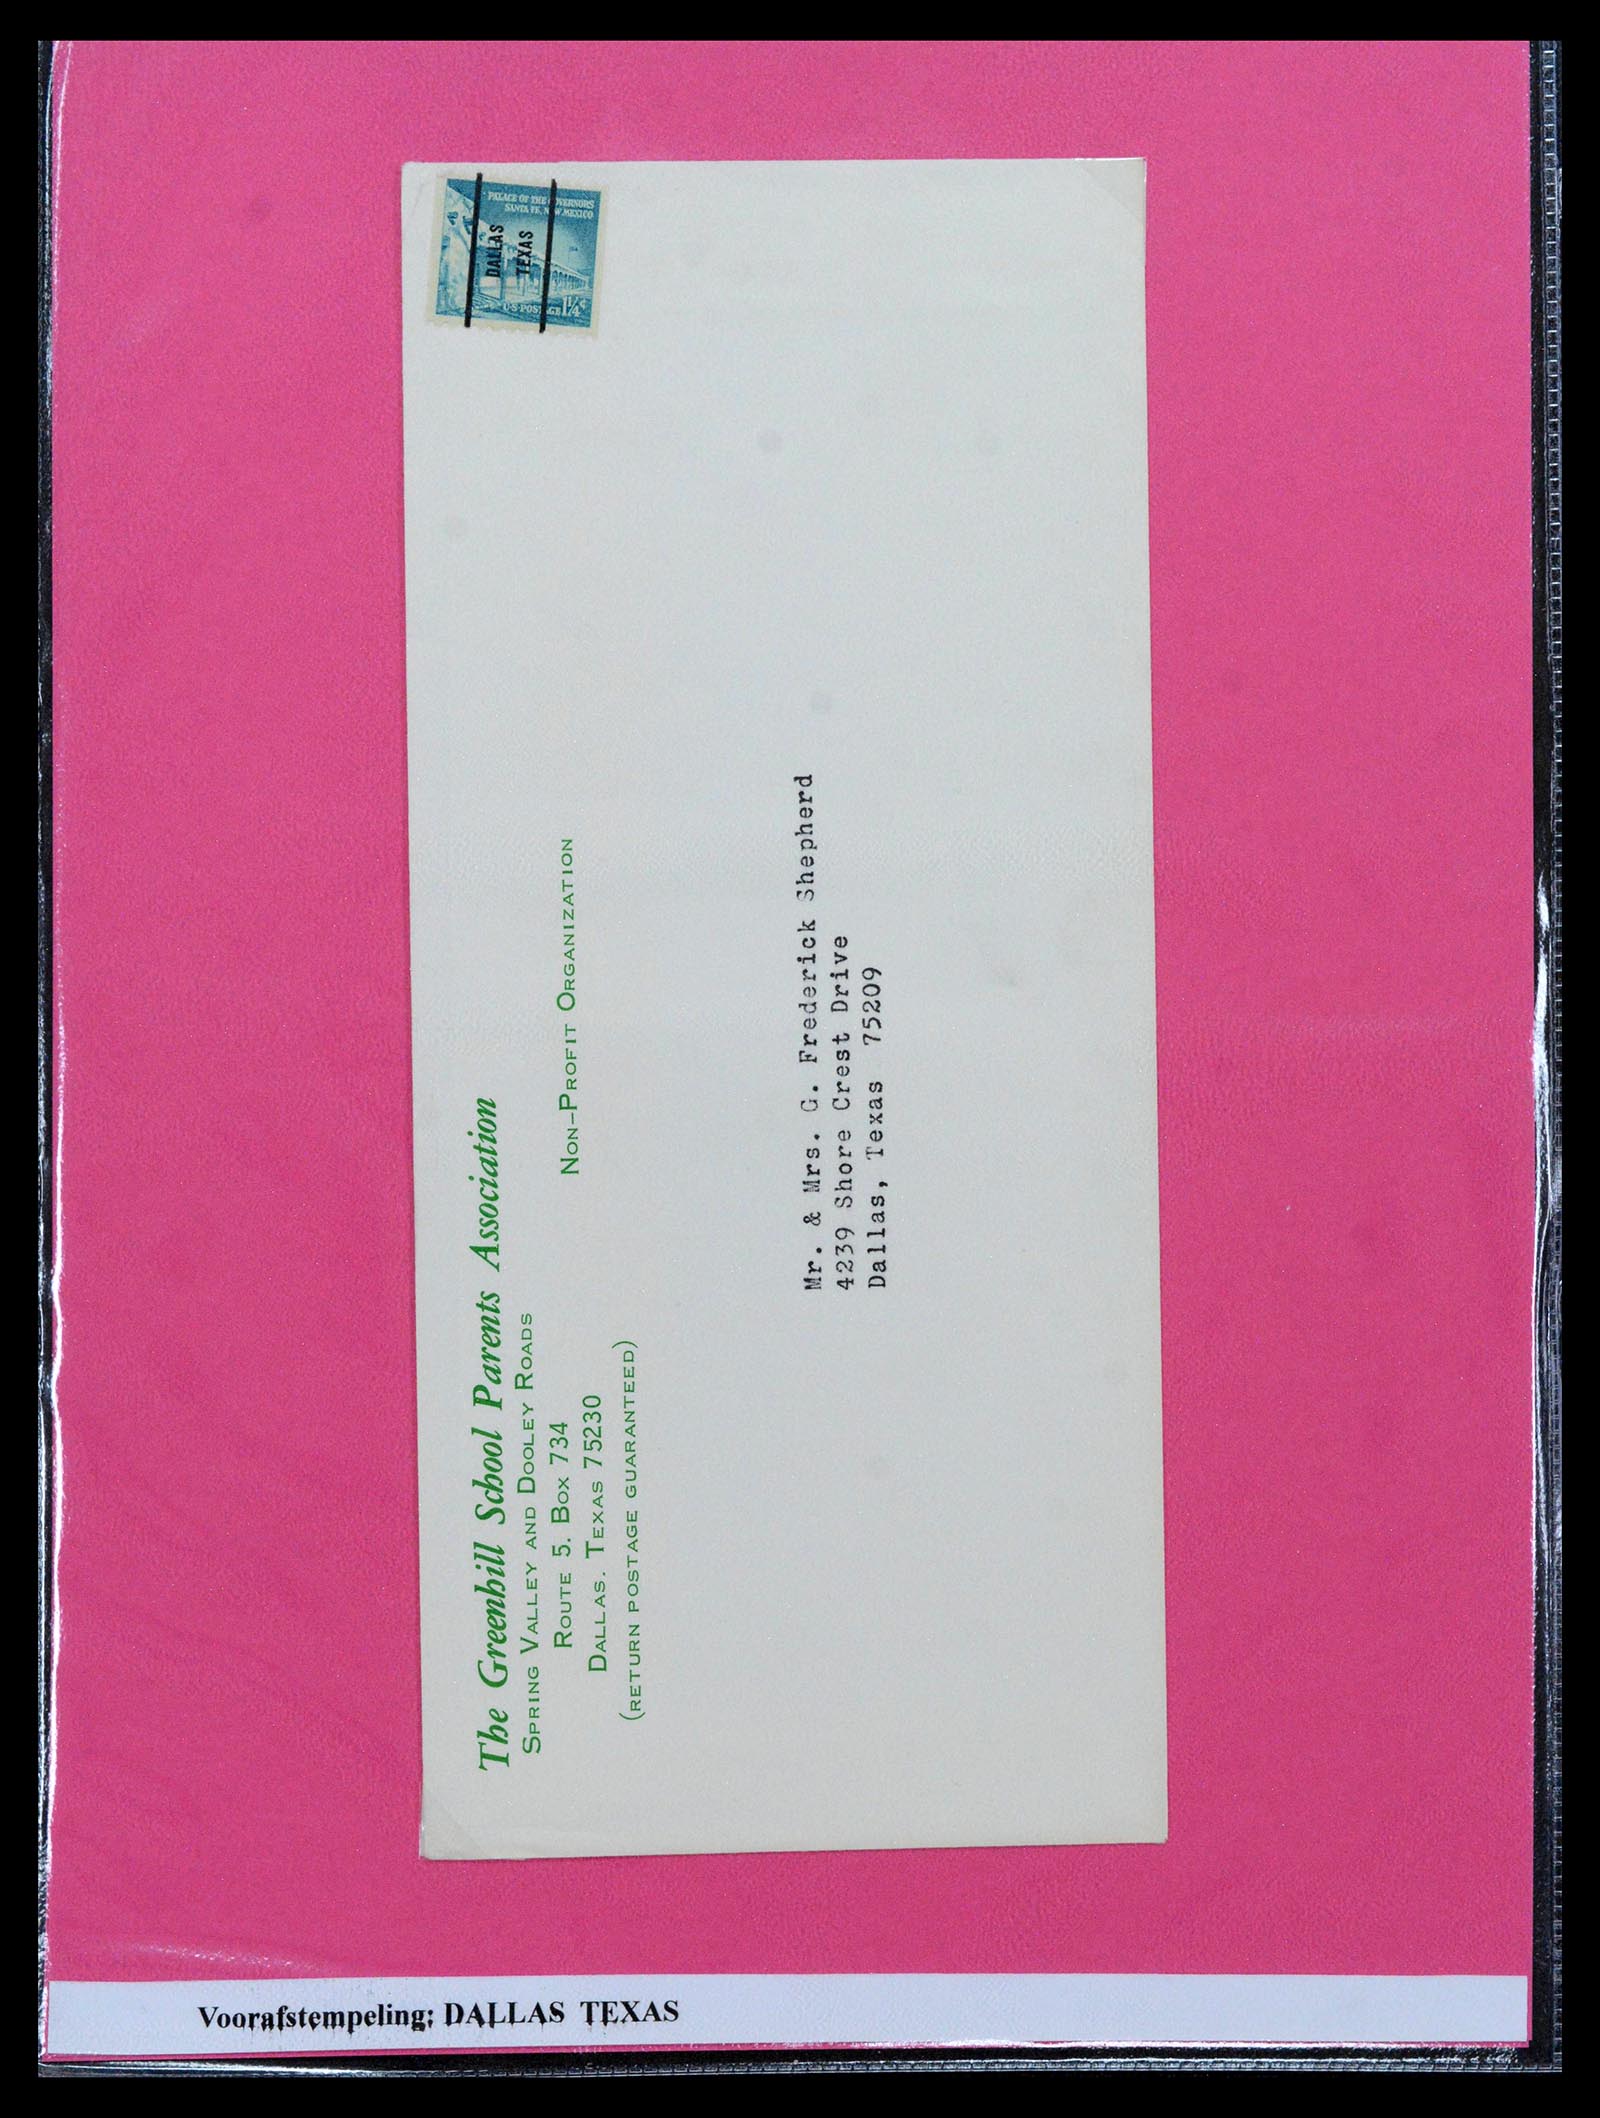 The Greenhill School Parents Association
SPRING VALLEY AND DOOLEY ROADS
ROUTE 5. BOX 734
NON-PROFIT ORGANIZATION
DALLAS. TEXAS 75230
(RETURN POSTAGE GUARANTEED)
PALACE OF THE GOVERNORS
SANTA FE, NEW MEXICO
DALLAS
TEXAS
U.S. POSTAGE 1¼¢
Mr. & Mrs. G. Frederick Shepherd
4239 Shore Crest Drive
Dallas, Texas 75209
Voorafstempeling; DALLAS TEXAS